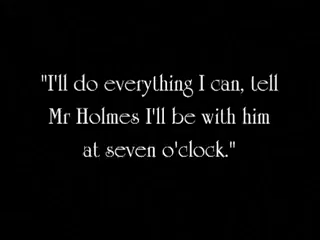 "I'll do everything I can, tell
Mr Holmes I'll be with him
at seven o'clock."